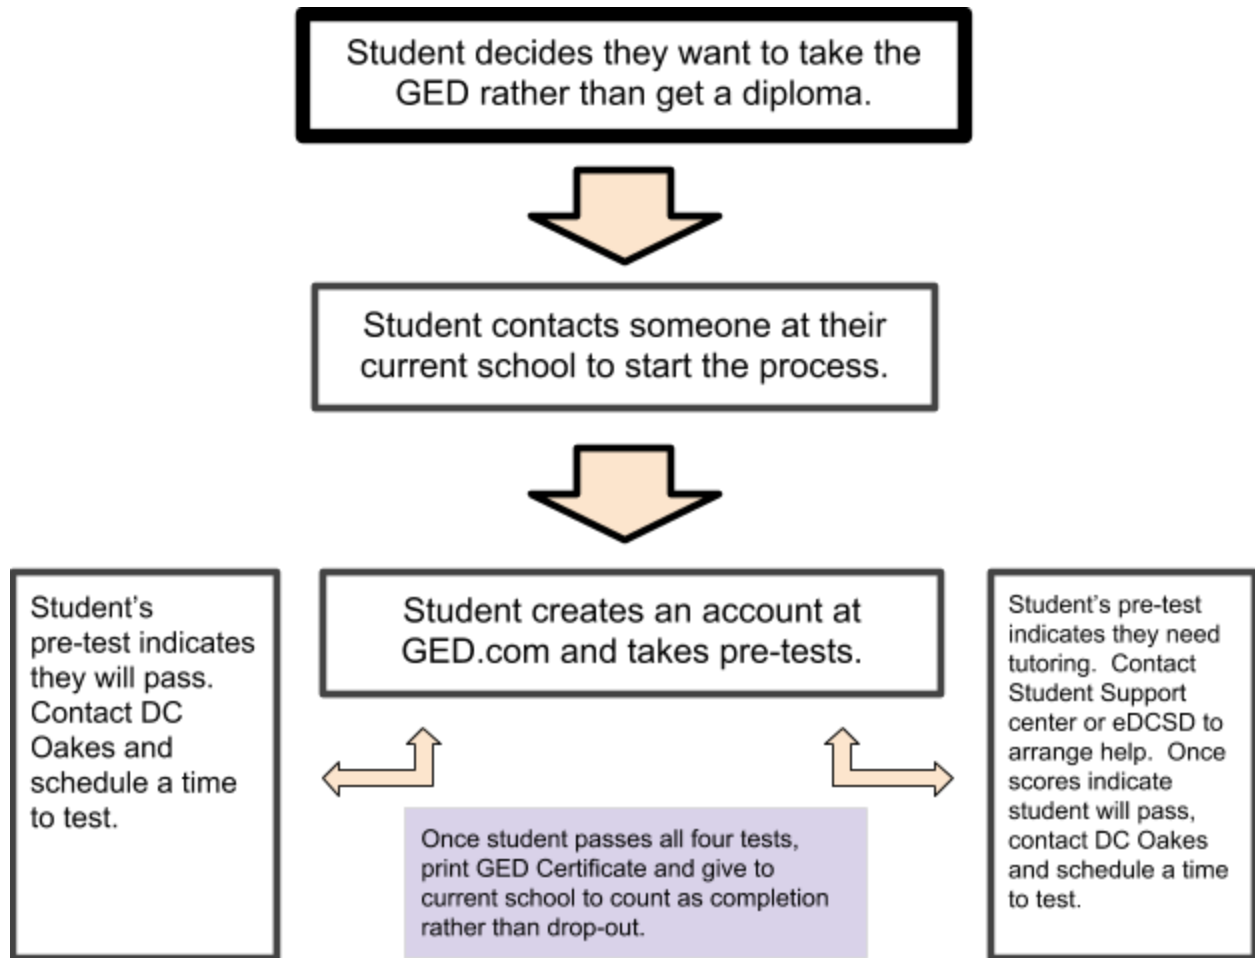 Student decides they want to take the
GED rather than get a diploma.
Student contacts someone at their
current school to start the process.
Student creates an account at
GED.com and takes pre-tests.
Student's
pre-test indicates
they will pass.
Contact DC
Oakes and
schedule a time
to test.
Student's pre-test
indicates they need
tutoring.  Contact
Student Support
center or eDCSD to
arrange help.  Once
scores indicate
student will pass,
contact DC Oakes
and schedule a time
to test.
Once student passes all four tests,
print GED Certificate and give to
current school to count as completion
rather than drop-out.